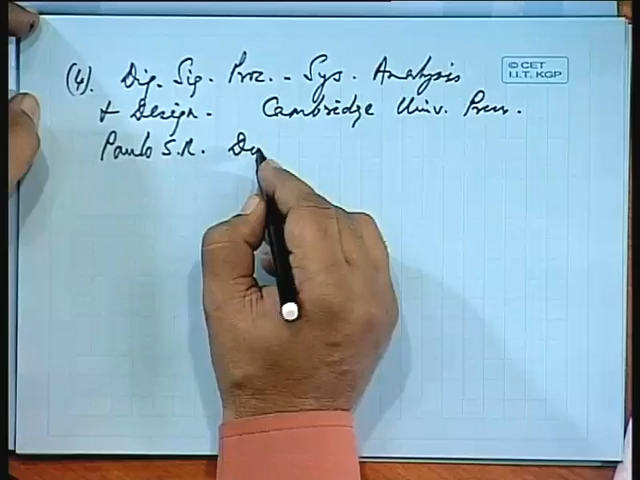 (4). Dig. Sig. Proc. - Sys. Analysis
+ Design. Cambridge Univ. Press.
Paulo S.R. D
© CET
I.I.T. KGP